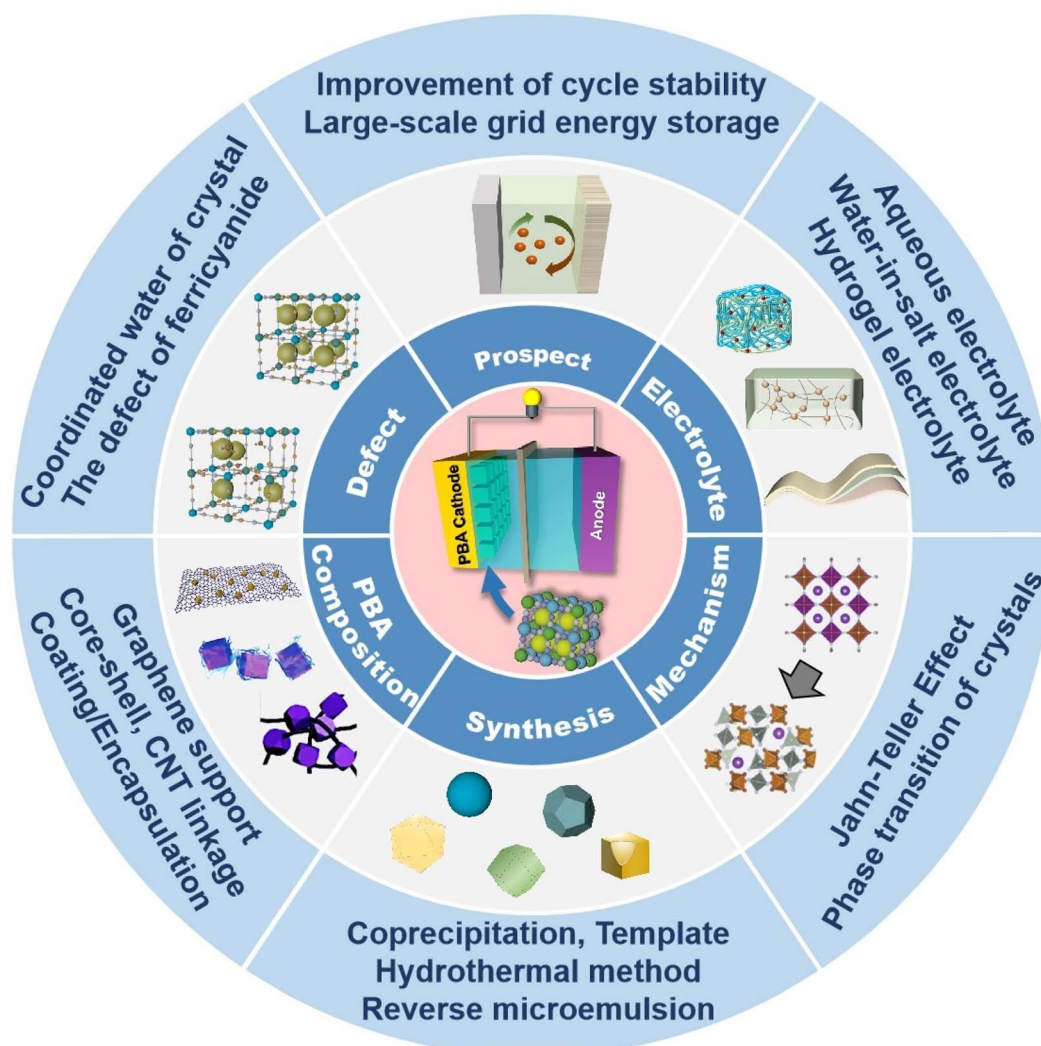 Improvement of cycle stability
Large-scale grid energy storage
Aqueous electrolyte
Water-in-salt electrolyte
Hydrogel electrolyte
Jahn-Teller Effect
Phase transition of crystals
Coprecipitation, Template
Hydrothermal method
Reverse microemulsion
Graphene support
Core-shell, CNT linkage
Coating/Encapsulation
Coordinated water of crystal
The defect of ferricyanide
Prospect
Electrolyte
Mechanism
Synthesis
PBA
Composition
Defect
PBA Cathode
Anode